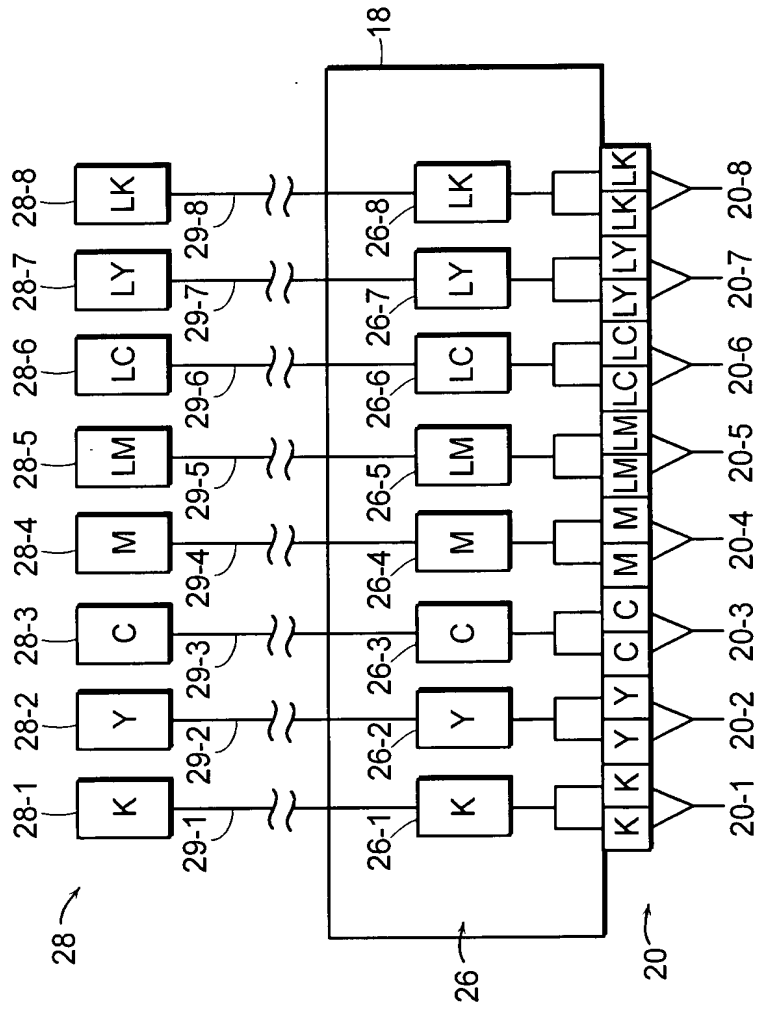 28-1 28-2 28-3 28-4 28-5 28-6 28-7 28-8
28
K Y C M LM LC LY LK
29-1 29-2 29-3 29-4 29-5 29-6 29-7 29-8
18
26-1 26-2 26-3 26-4 26-5 26-6 26-7 26-8
K Y C M LM LC LY LK
26
K K Y Y C C M M LM LM LC LC LY LY LK LK
20
20-1 20-2 20-3 20-4 20-5 20-6 20-7 20-8